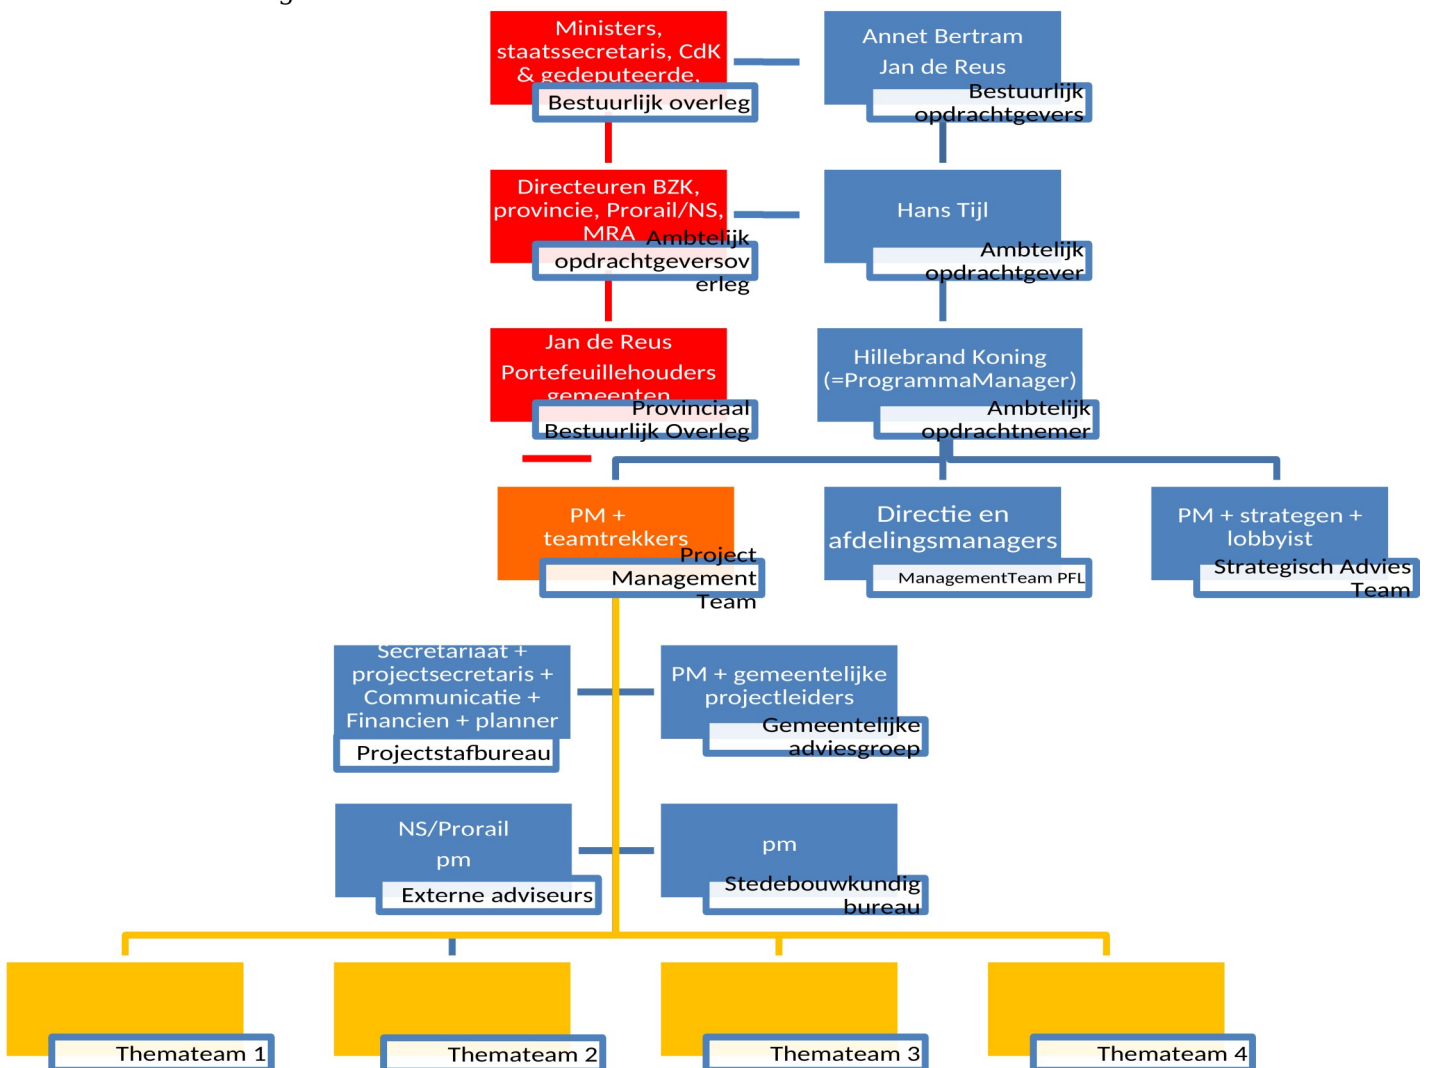 Ministers,
staatssecretaris, CdK
& gedeputeerde,
Bestuurlijk overleg
Annet Bertram
Jan de Reus
Bestuurlijk
opdrachtgevers
Directeuren BZK,
provincie, Prorail/NS,
MRA
Ambtelijk
opdrachtgeversov
erleg
Hans Tijl
Ambtelijk
opdrachtgever
Jan de Reus
Portefeuillehouders
gemeenten
Provinciaal
Bestuurlijk Overleg
Hillebrand Koning
(=ProgrammaManager)
Ambtelijk
opdrachtnemer
PM +
teamtrekkers
Project
Management
Team
Directie en
afdelingsmanagers
ManagementTeam PFL
PM + strategen +
lobbyist
Strategisch Advies
Team
Secretariaat +
projectsecretaris +
Communicatie +
Financien + planner
Projectstafbureau
PM + gemeentelijke
projectleiders
Gemeentelijke
adviesgroep
NS/Prorail
pm
Externe adviseurs
pm
Stedebouwkundig
bureau
Themateam 1
Themateam 2
Themateam 3
Themateam 4